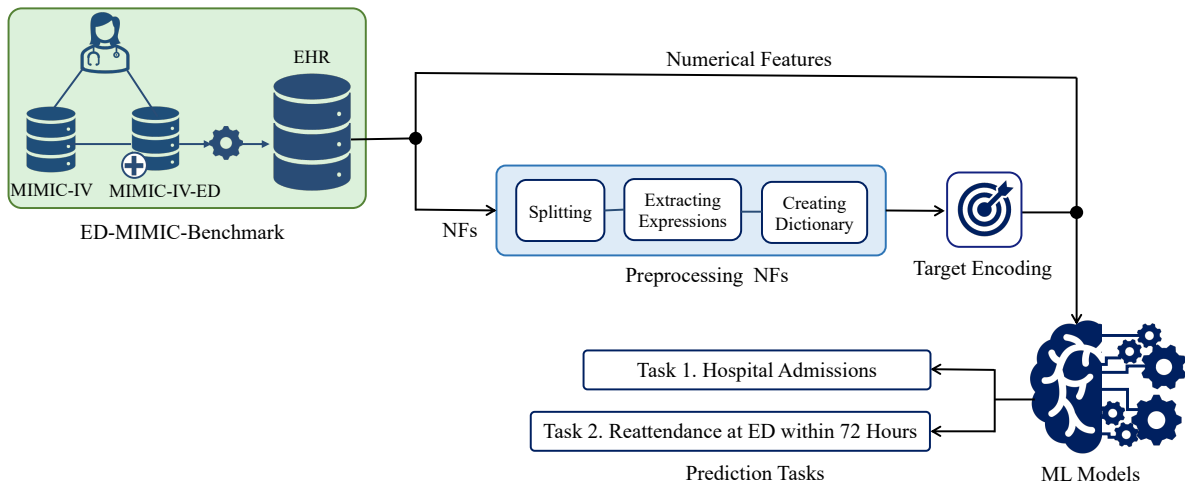 EHR
MIMIC-IV
MIMIC-IV-ED
ED-MIMIC-Benchmark
Numerical Features
NFs
Splitting
Extracting
Expressions
Creating
Dictionary
Preprocessing NFs
Target Encoding
Task 1. Hospital Admissions
Task 2. Reattendance at ED within 72 Hours
Prediction Tasks
ML Models